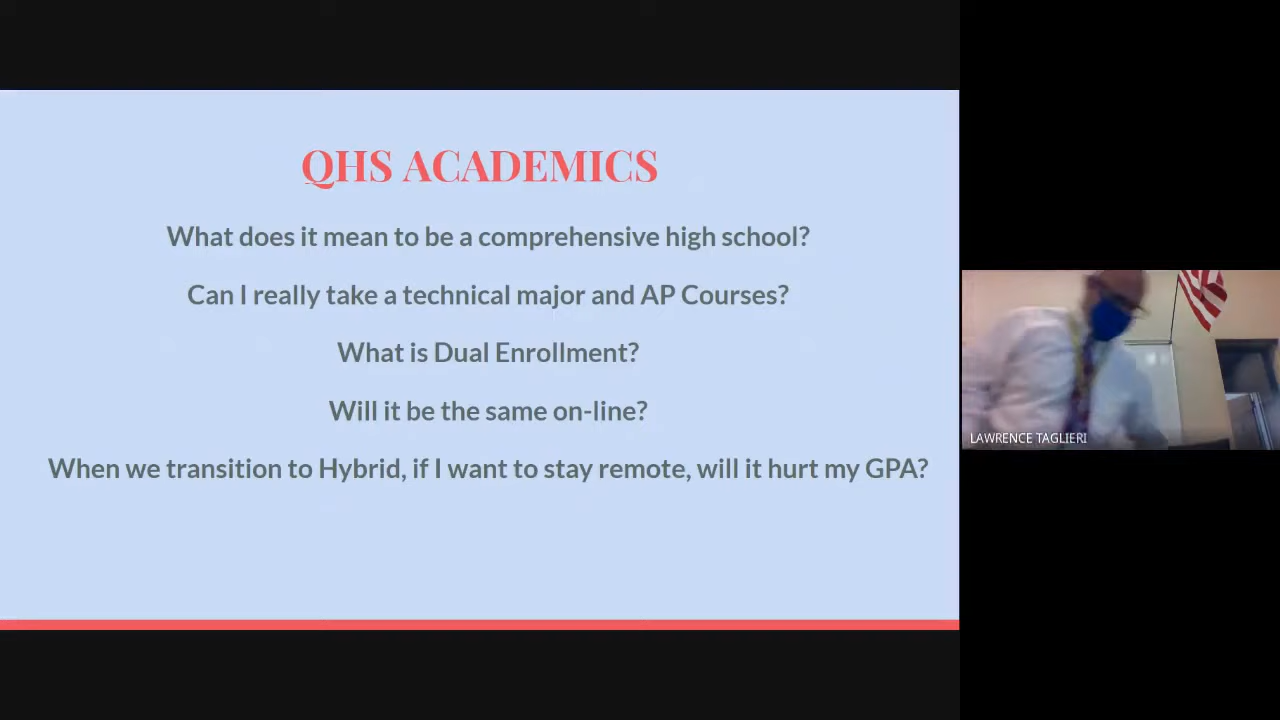 QHS ACADEMICS
What does it mean to be a comprehensive high school?
Can I really take a technical major and AP Courses?
What is Dual Enrollment?
Will it be the same on-line?
When we transition to Hybrid, if I want to stay remote, will it hurt my GPA?
LAWRENCE TAGLIERI